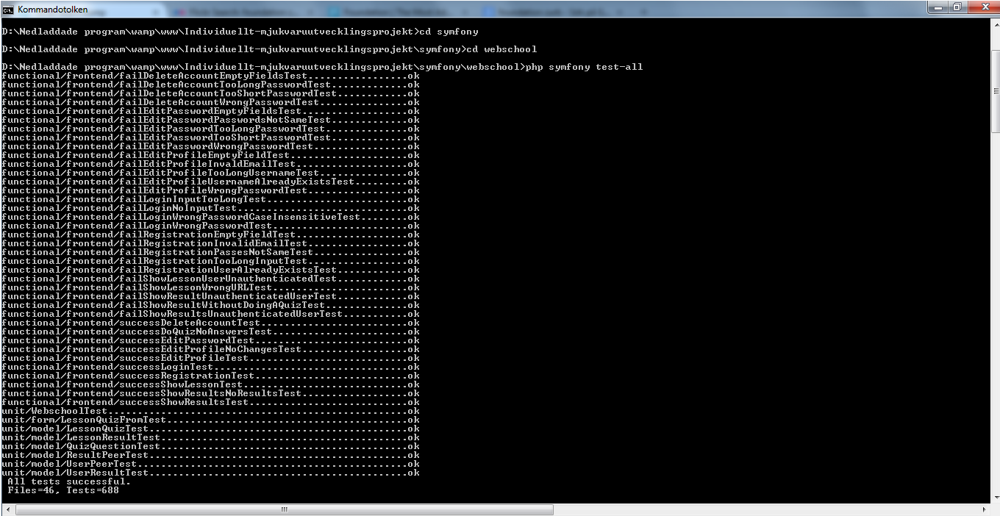 Kommandotolken
D:\Nedladdade program\wamp\www\Individuellt-mjukvaruutvecklingsprojekt>cd symfony
D:\Nedladdade program\wamp\www\Individuellt-mjukvaruutvecklingsprojekt\symfony>cd webschool
D:\Nedladdade program\wamp\www\Individuellt-mjukvaruutvecklingsprojekt\symfony\webschool>php symfony test-all
functional/frontend/failDeleteAccountEmptyFieldsTest.................ok
functional/frontend/failDeleteAccountTooLongPasswordTest.............ok
functional/frontend/failDeleteAccountTooShortPasswordTest............ok
functional/frontend/failDeleteAccountWrongPasswordTest...............ok
functional/frontend/failEditPasswordEmptyFieldsTest..................ok
functional/frontend/failEditPasswordPasswordsNotSameTest.............ok
functional/frontend/failEditPasswordTooLongPasswordTest..............ok
functional/frontend/failEditPasswordTooShortPasswordTest.............ok
functional/frontend/failEditPasswordWrongPasswordTest................ok
functional/frontend/failEditProfileEmptyFieldTest....................ok
functional/frontend/failEditProfileInvaldEmailTest...................ok
functional/frontend/failEditProfileTooLongUsernameTest...............ok
functional/frontend/failEditProfileUsernameAlreadyExistsTest.........ok
functional/frontend/failEditProfileWrongPasswordTest.................ok
functional/frontend/failLoginInputTooLongTest........................ok
functional/frontend/failLoginNoInputTest.............................ok
functional/frontend/failLoginWrongPasswordCaseInsensitiveTest........ok
functional/frontend/failLoginWrongPasswordTest.......................ok
functional/frontend/failRegistrationEmptyFieldTest...................ok
functional/frontend/failRegistrationInvalidEmailTest.................ok
functional/frontend/failRegistrationPassesNotSameTest................ok
functional/frontend/failRegistrationTooLongInputTest.................ok
functional/frontend/failRegistrationUserAlreadyExistsTest............ok
functional/frontend/failShowLessonUserUnauthenticatedTest............ok
functional/frontend/failShowLessonWrongURLTest.......................ok
functional/frontend/failShowResultUnauthenticatedUserTest............ok
functional/frontend/failShowResultWithoutDoingAQuizTest..............ok
functional/frontend/failShowResultsUnauthenticatedUserTest...........ok
functional/frontend/successDeleteAccountTest.........................ok
functional/frontend/successDoQuizNoAnswersTest.......................ok
functional/frontend/successEditPasswordTest..........................ok
functional/frontend/successEditProfileNoChangesTest..................ok
functional/frontend/successEditProfileTest...........................ok
functional/frontend/successLoginTest.................................ok
functional/frontend/successRegistrationTest..........................ok
functional/frontend/successShowLessonTest............................ok
functional/frontend/successShowResultsNoResultsTest..................ok
functional/frontend/successShowResultsTest...........................ok
unit/WebschoolTest...................................................ok
unit/form/LessonQuizFromTest.........................................ok
unit/model/LessonQuizTest............................................ok
unit/model/LessonResultTest..........................................ok
unit/model/QuizQuestionTest..........................................ok
unit/model/ResultPeerTest............................................ok
unit/model/UserPeerTest..............................................ok
unit/model/UserResultTest............................................ok
All tests successful.
Files=46, Tests=688